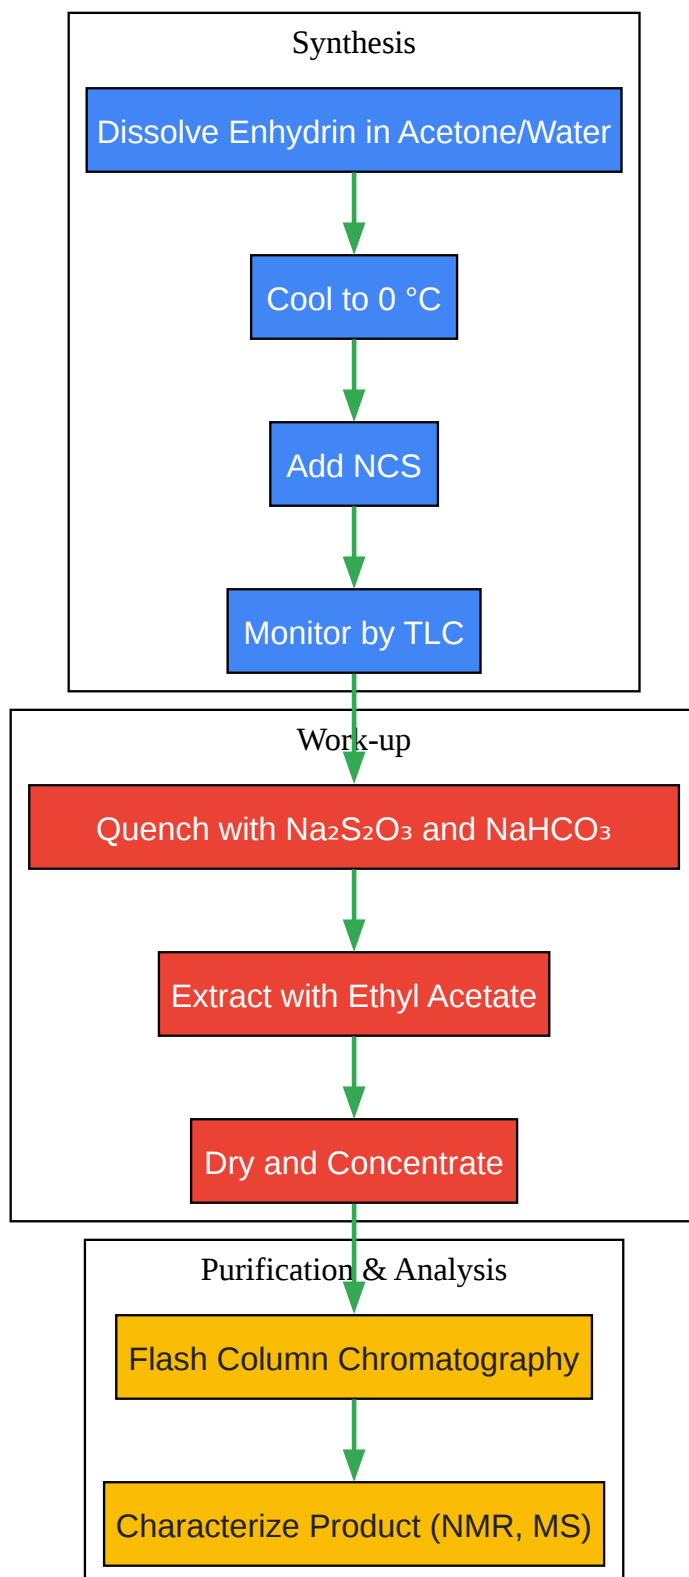 Synthesis
Dissolve Enhydrin in Acetone/Water
Cool to 0 °C
Add NCS
Monitor by TLC
Work-up
Quench with Na₂S₂O₃ and NaHCO₃
Extract with Ethyl Acetate
Dry and Concentrate
Purification & Analysis
Flash Column Chromatography
Characterize Product (NMR, MS)